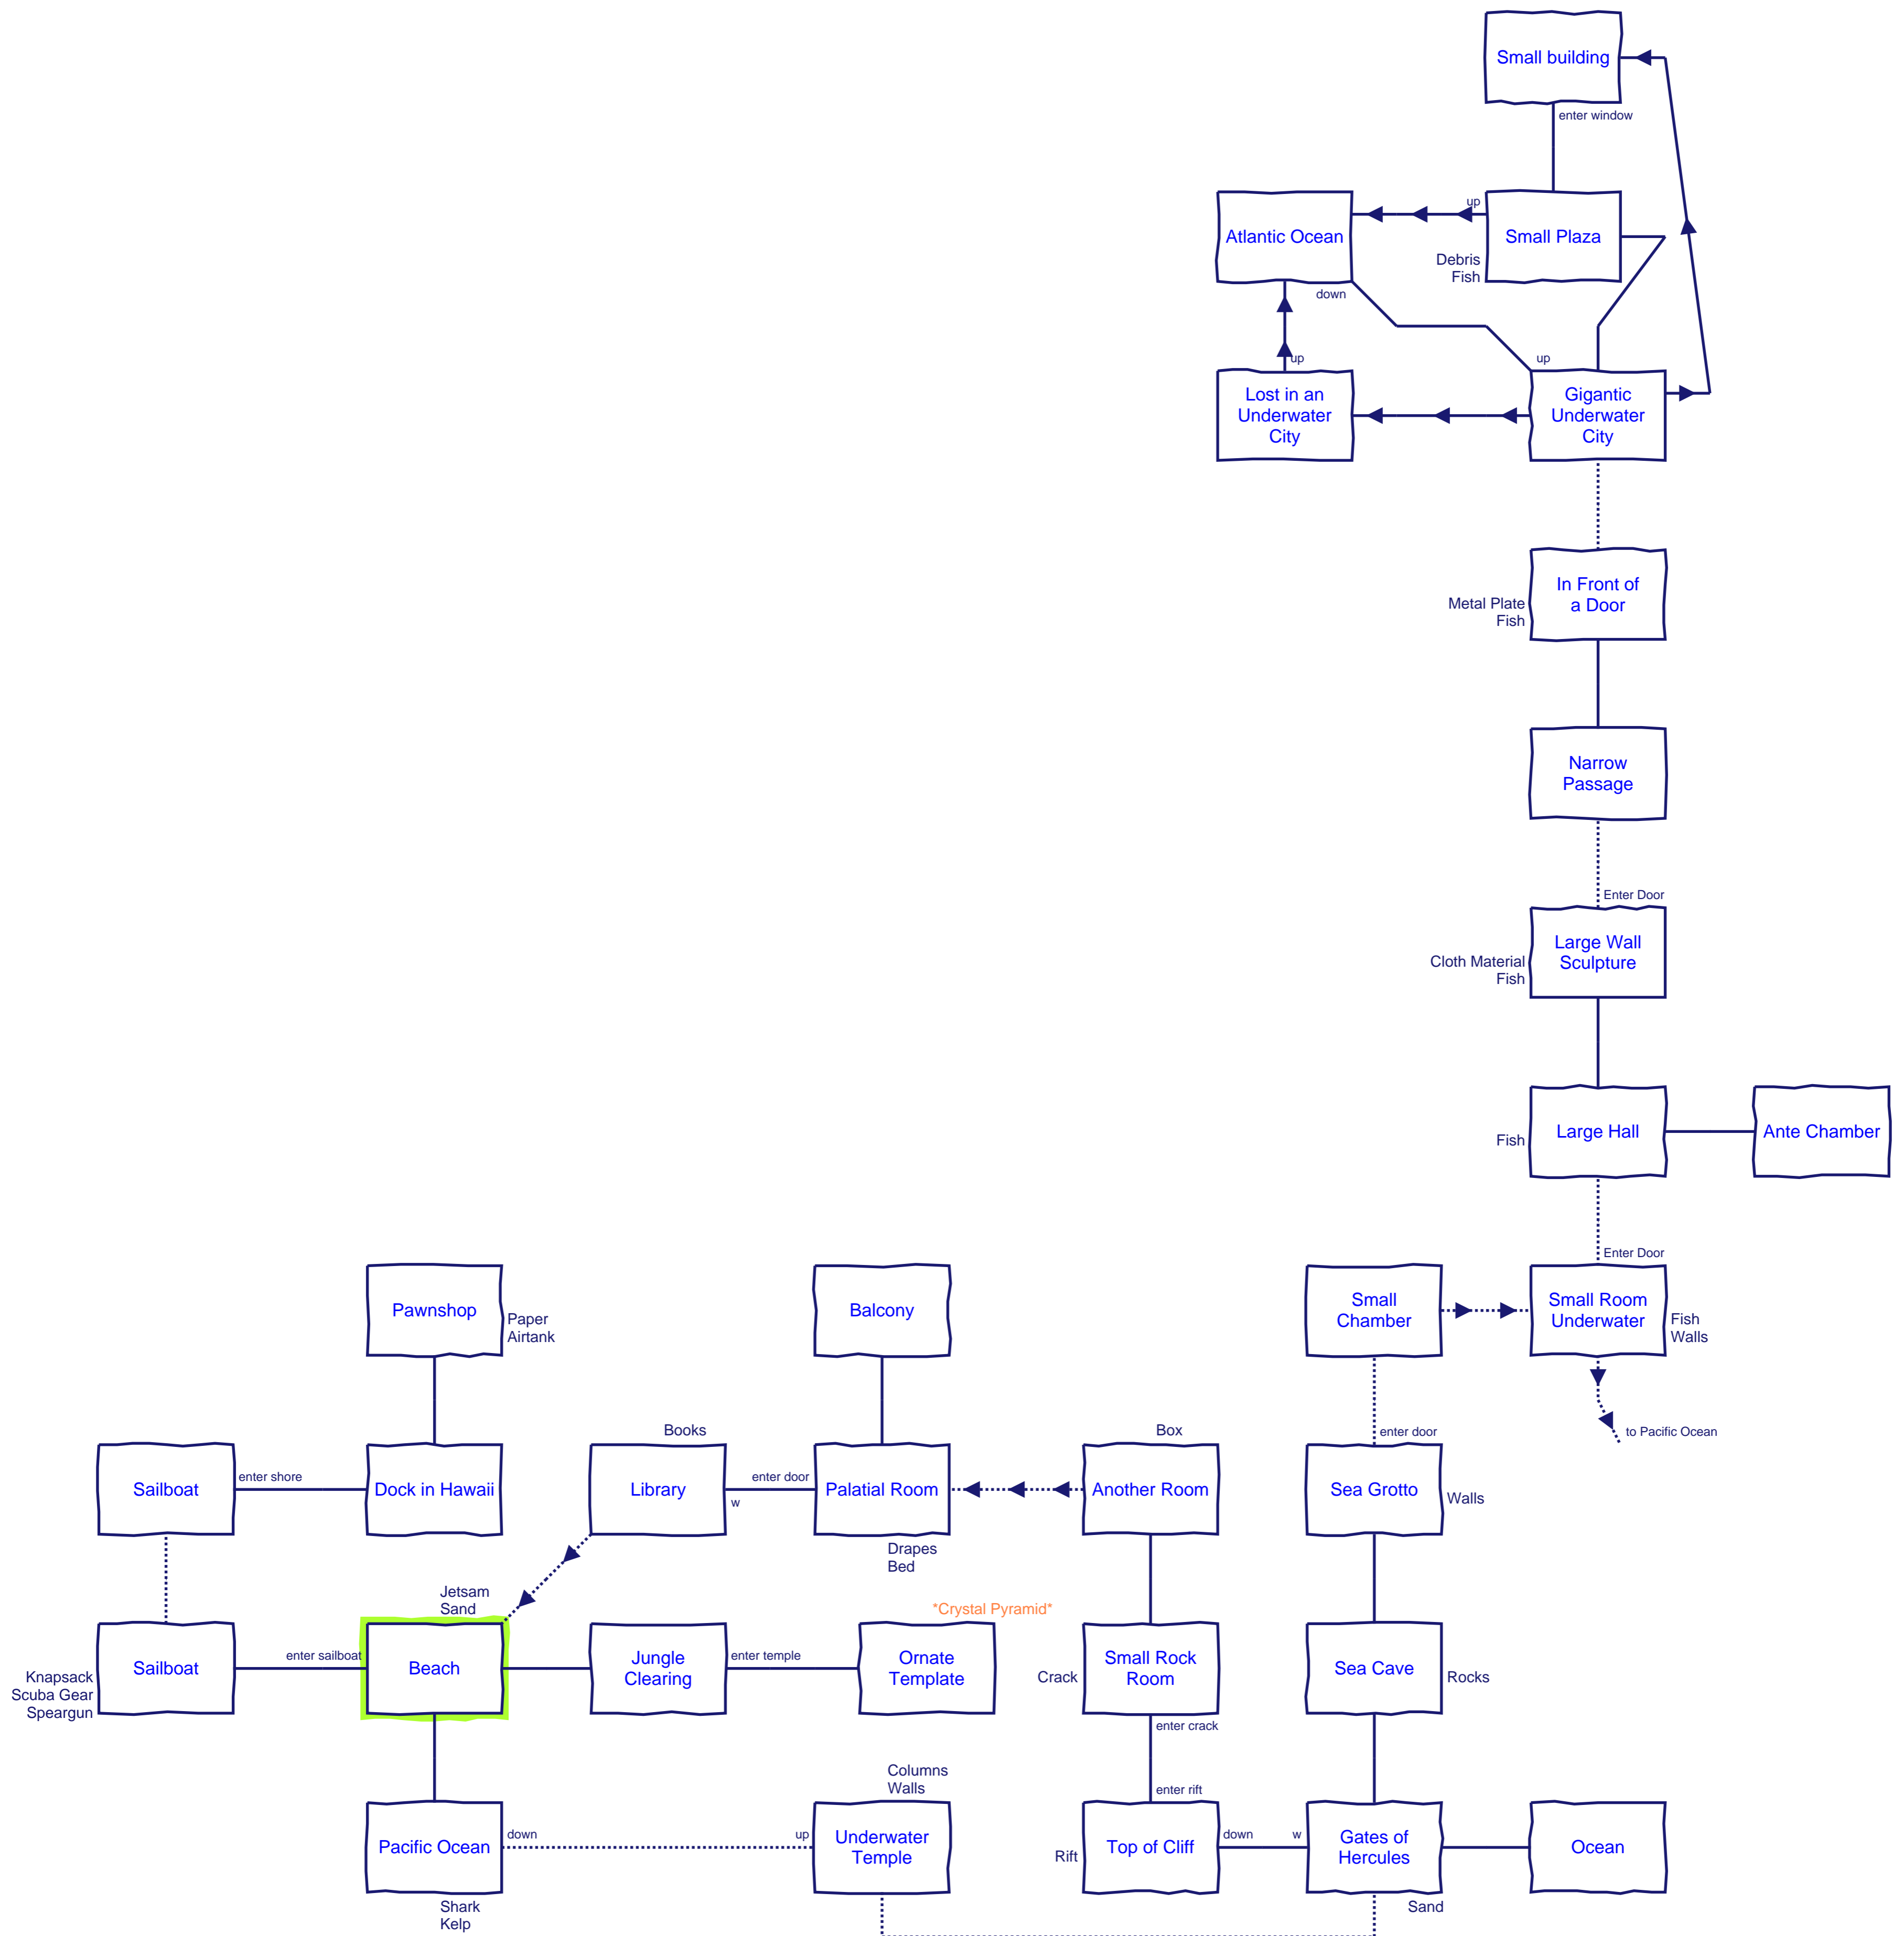 Small building
enter window
up
Atlantic Ocean
Small Plaza
Debris
Fish
down
up
up
Lost in an
Underwater
City
Gigantic
Underwater
City
In Front of
a Door
Metal Plate
Fish
Narrow
Passage
Enter Door
Large Wall
Sculpture
Cloth Material
Fish
Large Hall
Fish
Ante Chamber
Enter Door
Pawnshop
Paper
Airtank
Balcony
Small
Chamber
Small Room
Underwater
Fish
Walls
Books
Box
enter door
to Pacific Ocean
Sailboat
enter shore
Dock in Hawaii
Library
enter door
w
Palatial Room
Another Room
Sea Grotto
Walls
Drapes
Bed
Jetsam
Sand
*Crystal Pyramid*
Knapsack
Scuba Gear
Speargun
Sailboat
enter sailboat
Beach
Jungle
Clearing
enter temple
Ornate
Template
Crack
Small Rock
Room
Sea Cave
Rocks
enter crack
Columns
Walls
enter rift
Pacific Ocean
down
up
Underwater
Temple
Rift
Top of Cliff
down
w
Gates of
Hercules
Ocean
Shark
Kelp
Sand